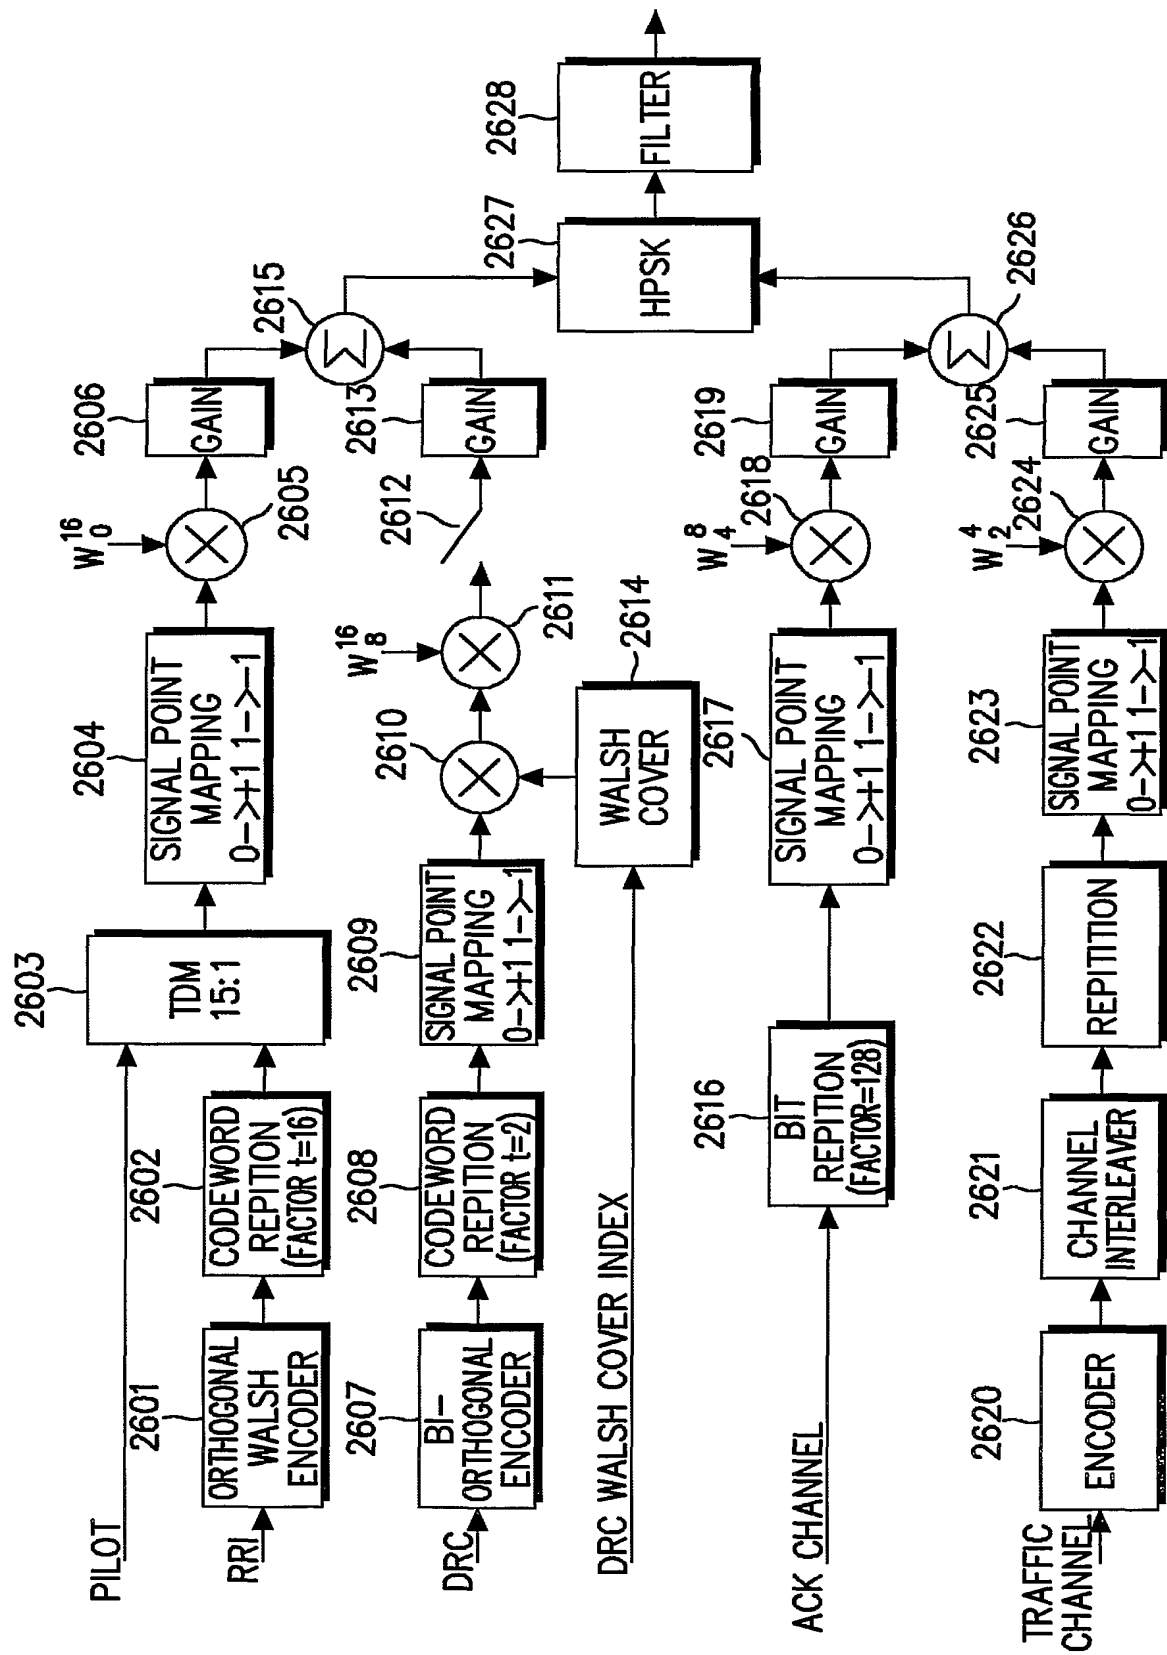 PILOT
RRI
2601
ORTHOGONAL
WALSH
ENCODER
2602
CODEWORD
REPITION
(FACTOR t=16)
2603
TDM
15:1
2604
SIGNAL POINT
MAPPING
0->+1 1->-1
W 16 0
2605
2606
GAIN
2615
Σ
DRC
2607
BI-
ORTHOGONAL
ENCODER
2608
CODEWORD
REPITION
(FACTOR t=2)
2609
SIGNAL POINT
MAPPING
0->+1 1->-1
2610
W 16 8
2611
2612
2613
GAIN
DRC WALSH COVER INDEX
2614
WALSH
COVER
2627
HPSK
2628
FILTER
ACK CHANNEL
2616
BIT
REPITION
(FACTOR=128)
2617
SIGNAL POINT
MAPPING
0->+1 1->-1
W 8 4
2618
2619
GAIN
2626
Σ
TRAFFIC
CHANNEL
2620
ENCODER
2621
CHANNEL
INTERLEAVER
2622
REPITITION
2623
SIGNAL POINT
MAPPING
0->+1 1->-1
W 4 2
2624
2625
GAIN